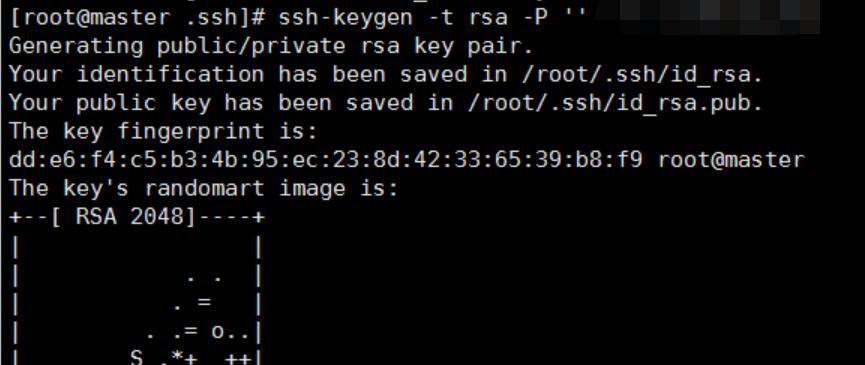 [root@master .ssh]# ssh-keygen -t rsa -P ''
Generating public/private rsa key pair.
Your identification has been saved in /root/.ssh/id_rsa.
Your public key has been saved in /root/.ssh/id_rsa.pub.
The key fingerprint is:
dd:e6:f4:c5:b3:4b:95:ec:23:8d:42:33:65:39:b8:f9 root@master
The key's randomart image is:
+--[ RSA 2048]----+
|                 |
|            . .  |
|           . =   |
|         . .= o..|
|        S .*+  ++|